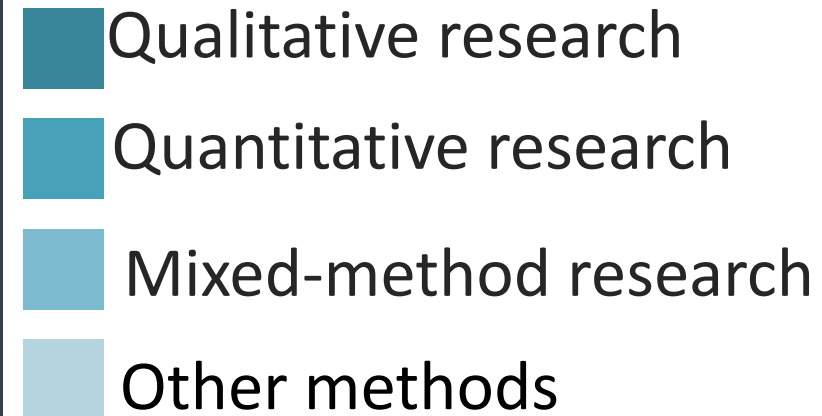 Qualitative research
Quantitative research
Mixed-method research
Other methods